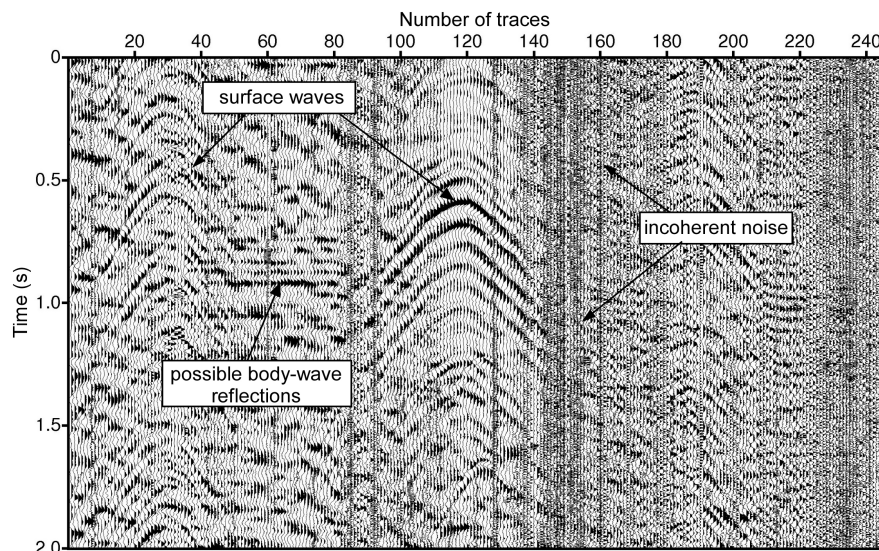 Number of traces
20 40 60 80 100 120 140 160 180 200 220 240
0
surface waves
0.5
incoherent noise
Time (s)
1.0
possible body-wave
reflections
1.5
2.0